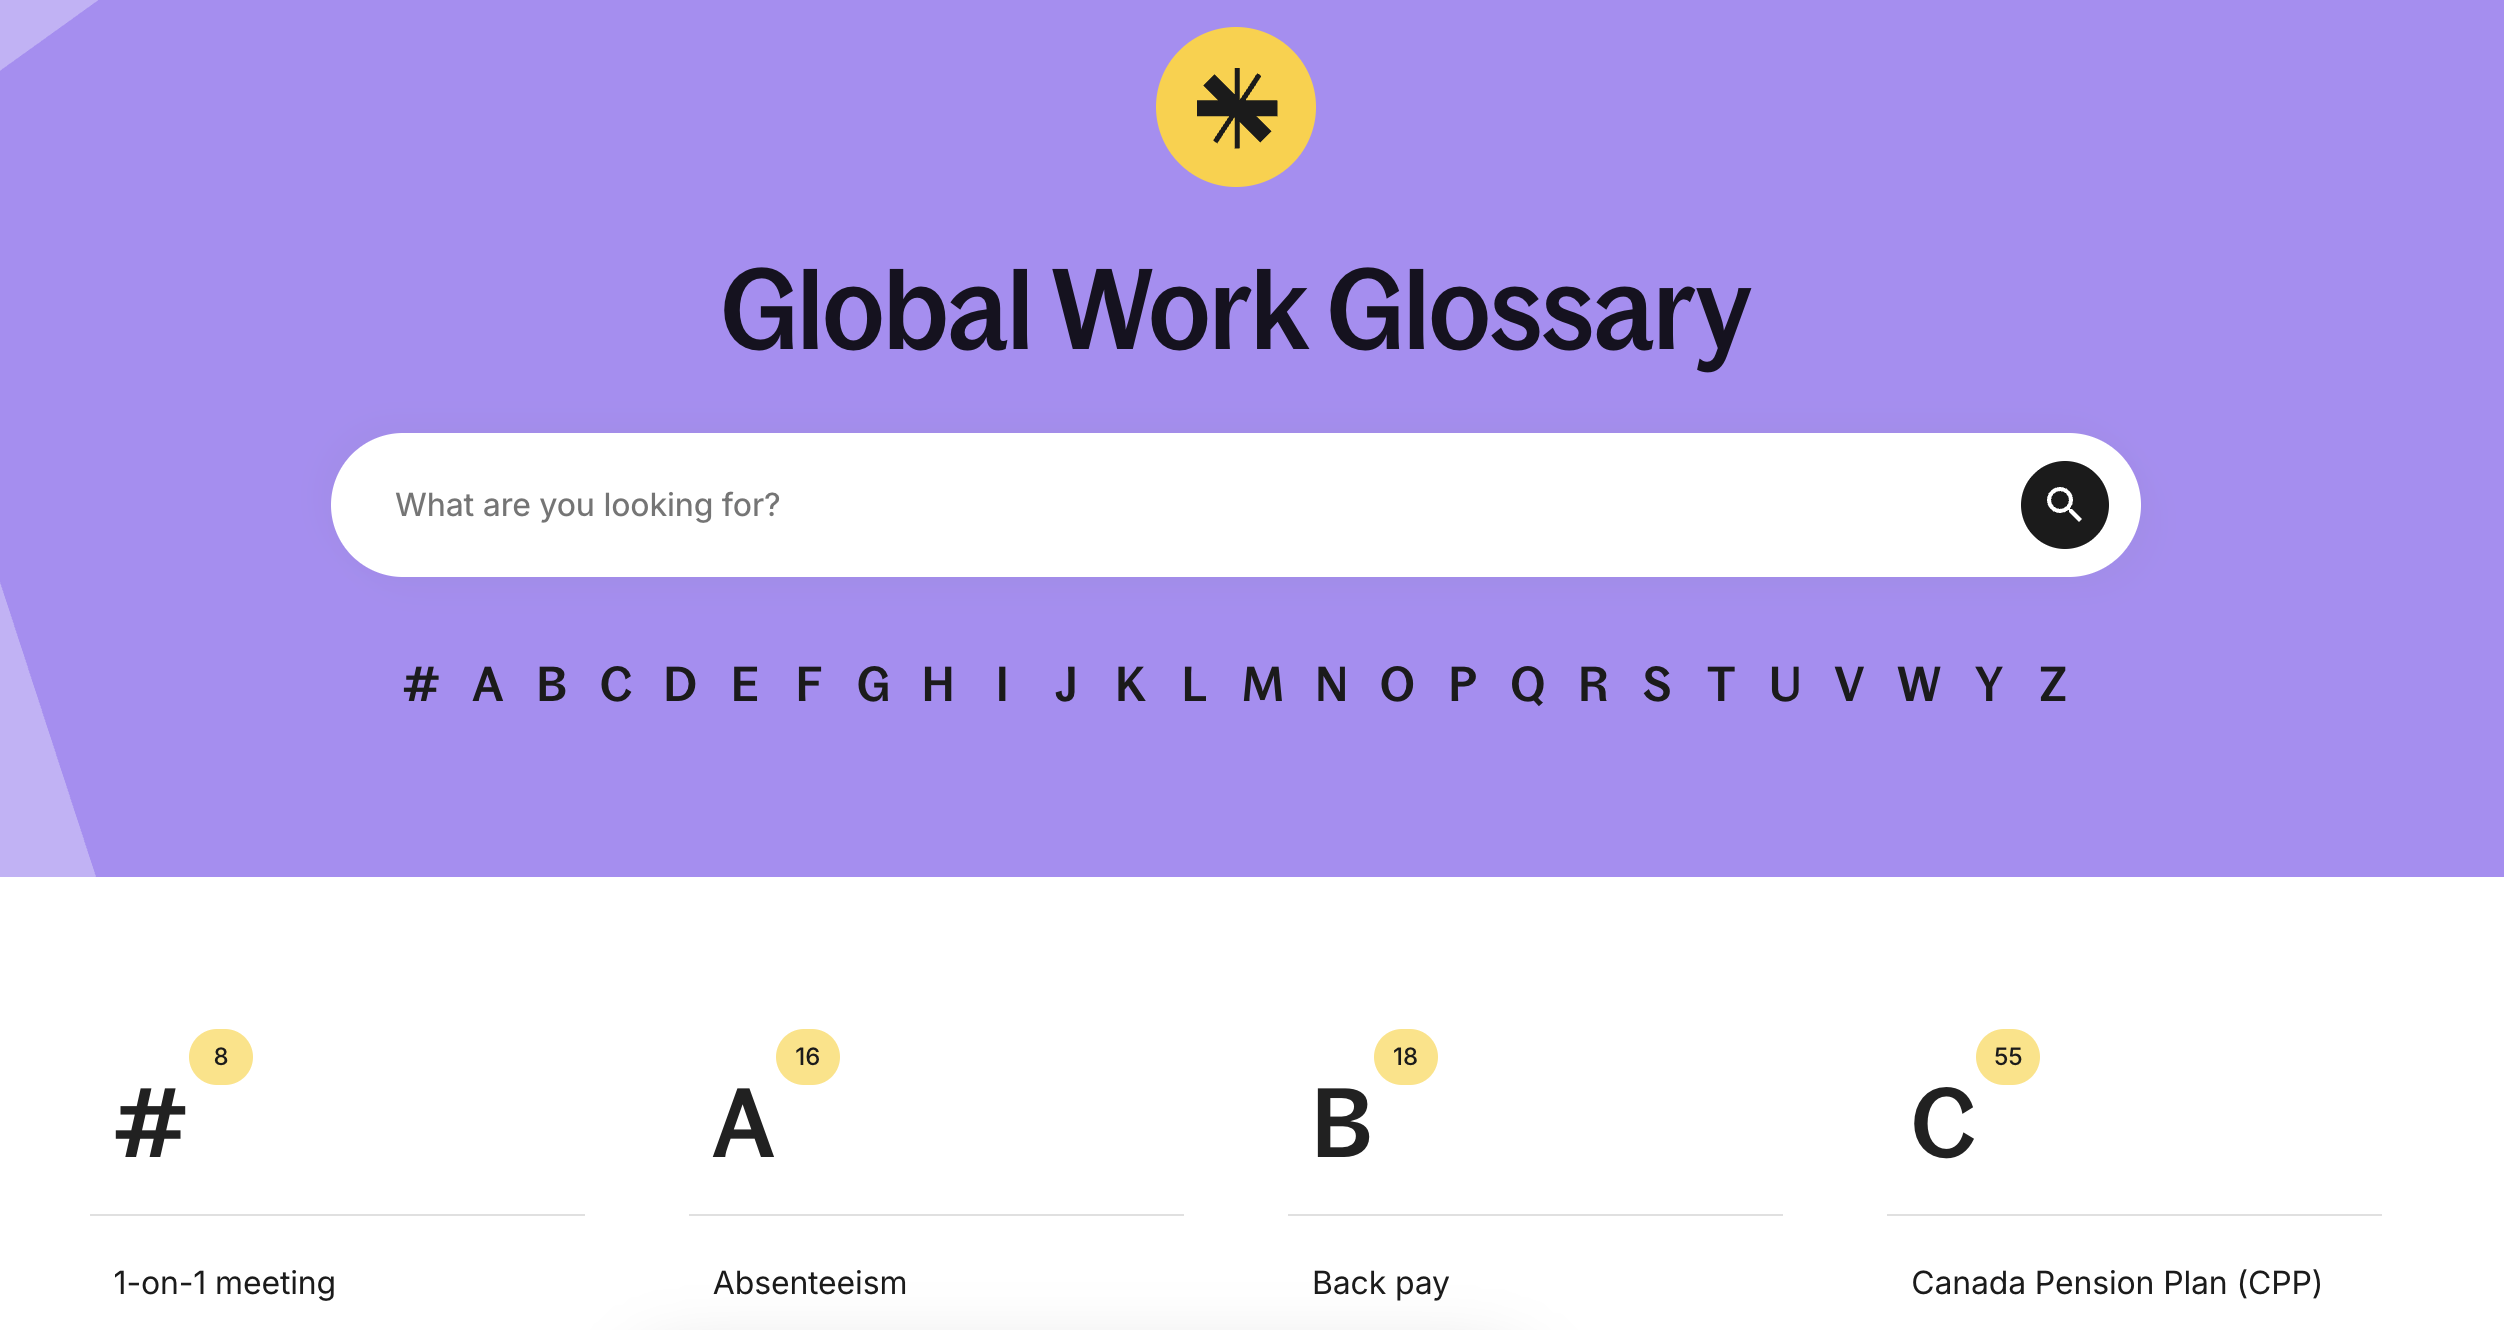 Global Work Glossary
What are you looking for?
# A B C D E F G H I J K L M N O P Q R S T U V W Y Z
8 16 18 55
# A B C
1-on-1 meeting Absenteeism Back pay Canada Pension Plan (CPP)